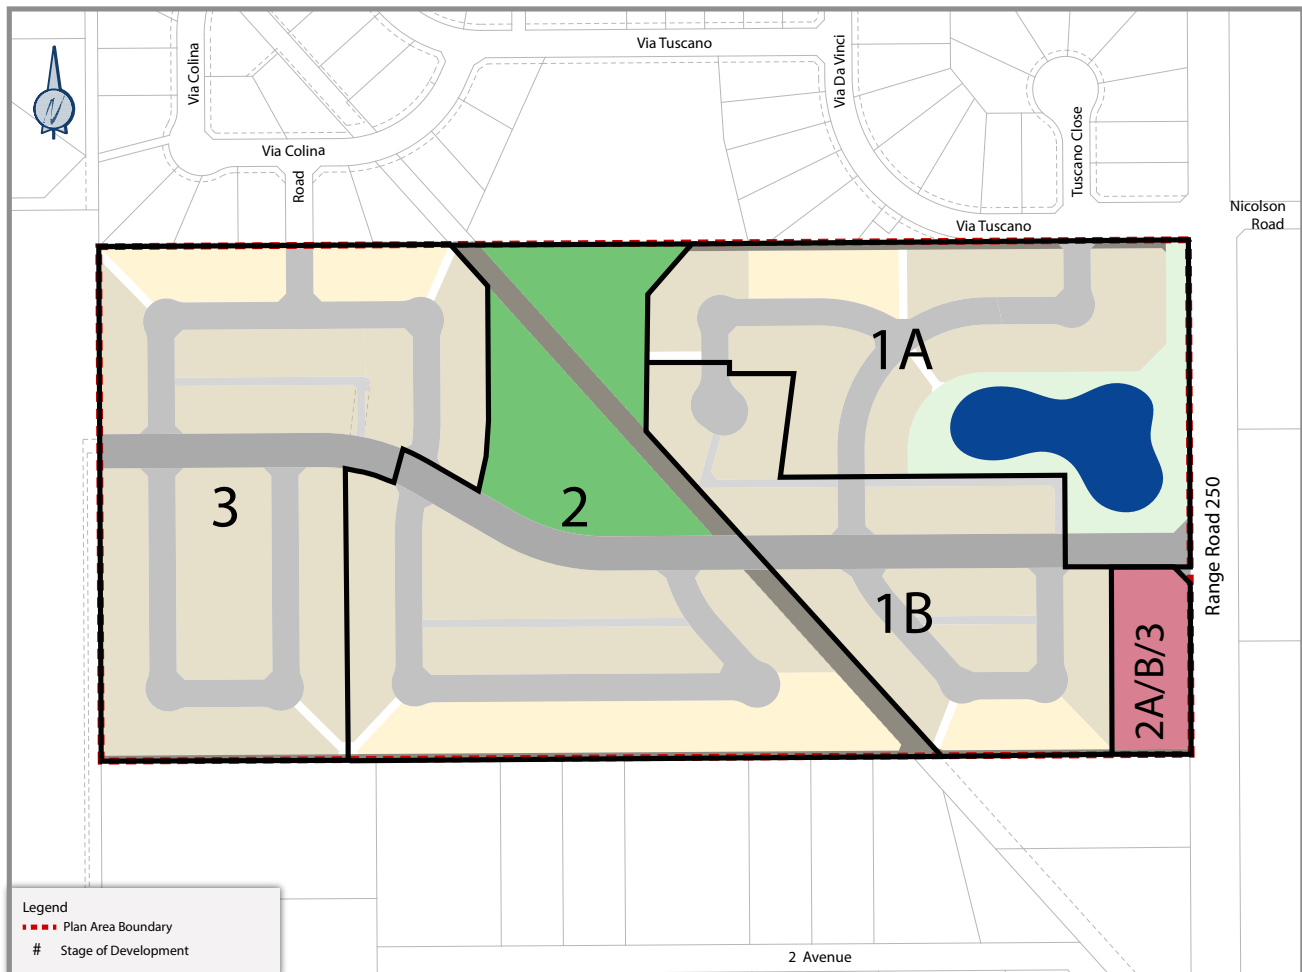 Via Tuscano
Via Colina
Via Da Vinci
Via Colina
Road
Tuscano Close
Nicolson
Road
Via Tuscano
1A
3
2
Range Road 250
1B
2A/B/3
Legend
Plan Area Boundary
# Stage of Development
2 Avenue